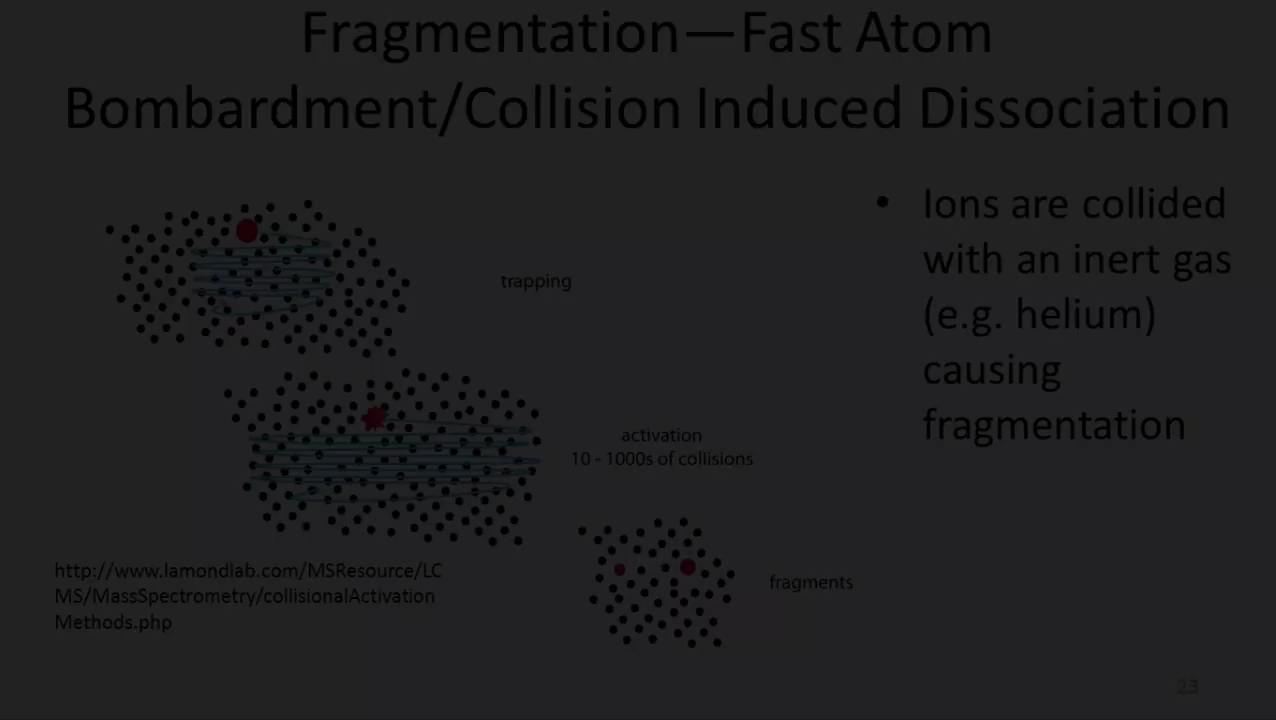 Fragmentation—Fast Atom
Bombardment/Collision Induced Dissociation
• Ions are collided
with an inert gas
(e.g. helium)
causing
fragmentation
trapping
activation
10 - 1000s of collisions
fragments
http://www.lamondlab.com/MSResource/LC
MS/MassSpectrometry/collisionalActivation
Methods.php
23